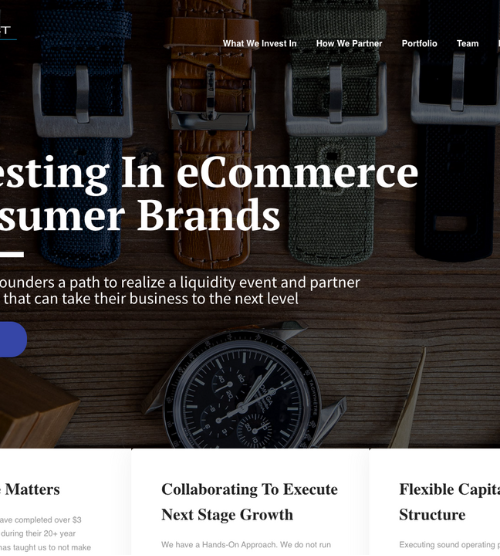 What We Invest In How We Partner Portfolio Team
esting In eCommerce
sumer Brands
ounders a path to realize a liquidity event and partner
that can take their business to the next level
Matters
ave completed over $3
during their 20+ year
has taught us to not make
Collaborating To Execute
Next Stage Growth
We have a Hands-On Approach. We do not run
Flexible Capita
Structure
Executing sound operating